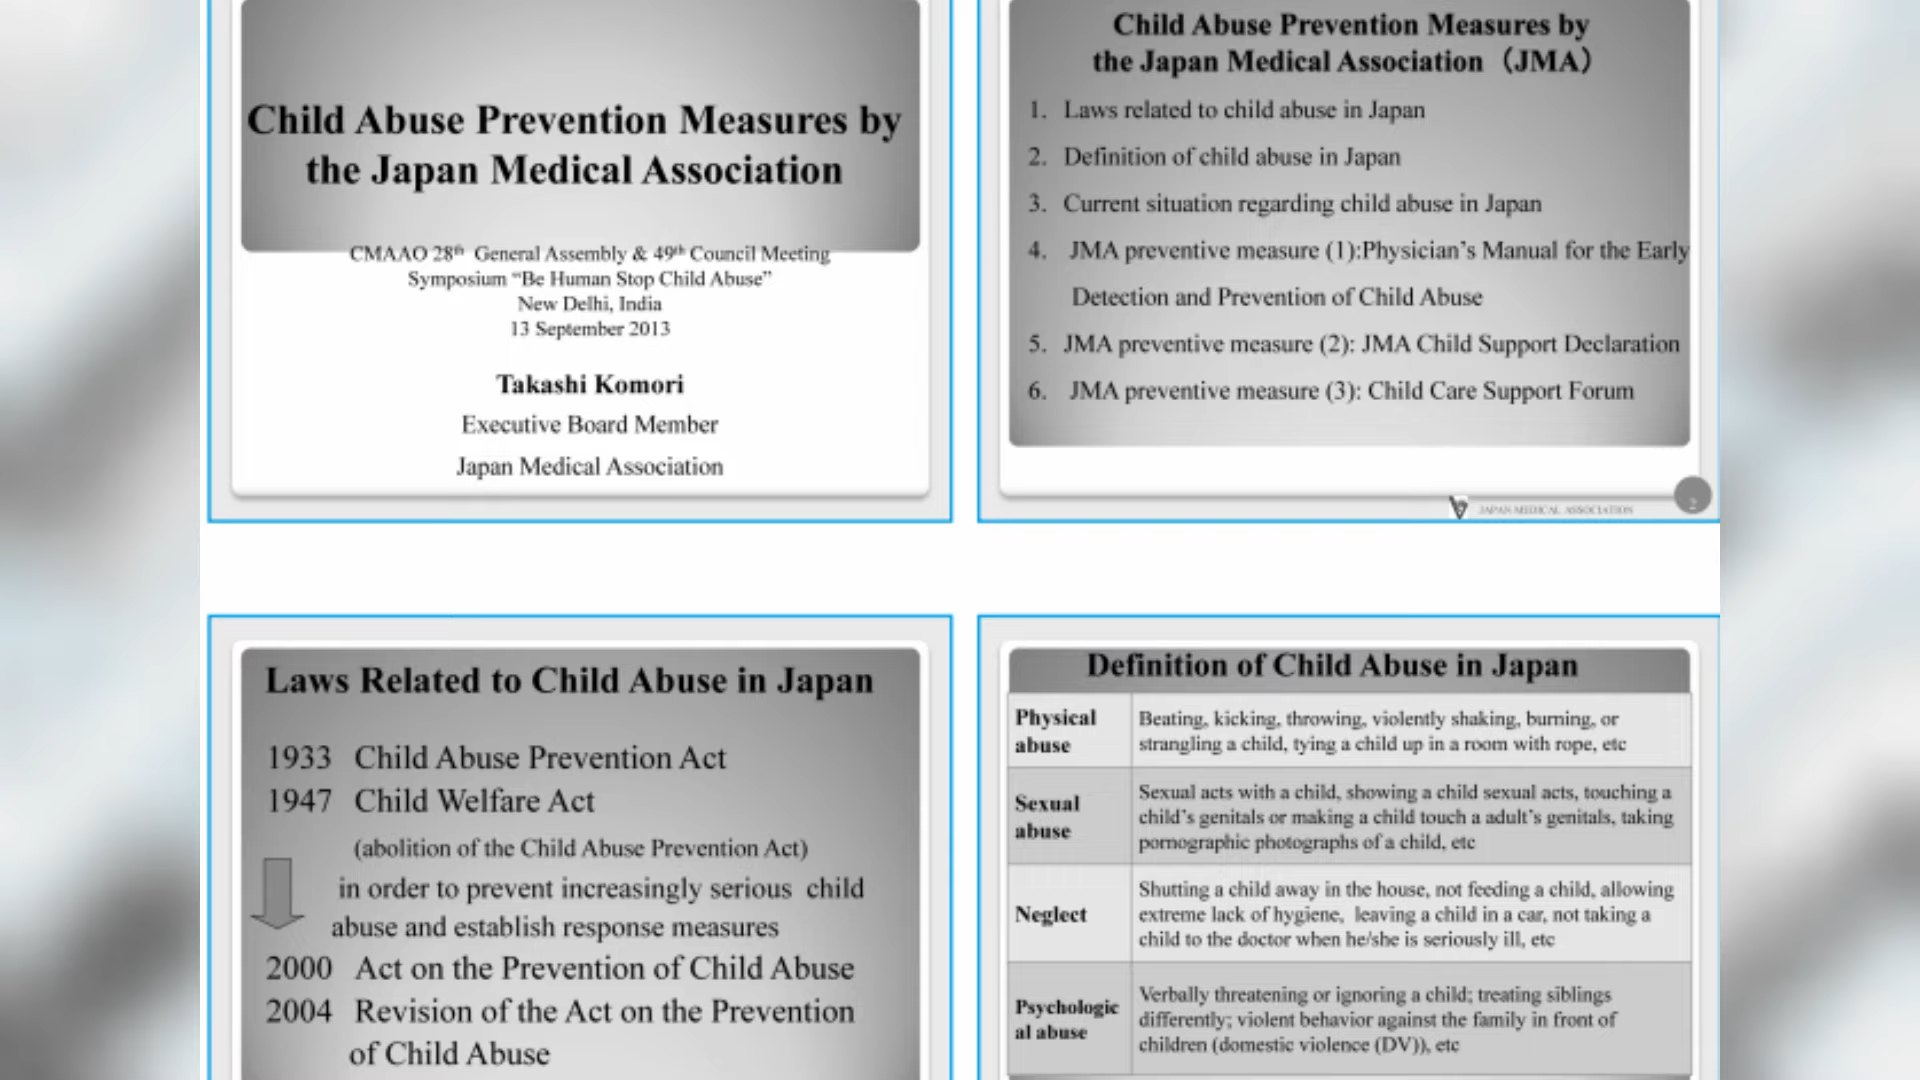 Child Abuse Prevention Measures by
the Japan Medical Association
CMAAO 28th General Assembly & 49th Council Meeting
Symposium “Be Human Stop Child Abuse”
New Delhi, India
13 September 2013
Takashi Komori
Executive Board Member
Japan Medical Association
Child Abuse Prevention Measures by
the Japan Medical Association（JMA）
1. Laws related to child abuse in Japan
2. Definition of child abuse in Japan
3. Current situation regarding child abuse in Japan
4. JMA preventive measure (1):Physician’s Manual for the Early
Detection and Prevention of Child Abuse
5. JMA preventive measure (2): JMA Child Support Declaration
6. JMA preventive measure (3): Child Care Support Forum
JAPAN MEDICAL ASSOCIATION
2
Laws Related to Child Abuse in Japan
1933 Child Abuse Prevention Act
1947 Child Welfare Act
(abolition of the Child Abuse Prevention Act)
in order to prevent increasingly serious child
abuse and establish response measures
2000 Act on the Prevention of Child Abuse
2004 Revision of the Act on the Prevention
of Child Abuse
Definition of Child Abuse in Japan
Physical
abuse
Beating, kicking, throwing, violently shaking, burning, or
strangling a child, tying a child up in a room with rope, etc
Sexual
abuse
Sexual acts with a child, showing a child sexual acts, touching a
child’s genitals or making a child touch a adult’s genitals, taking
pornographic photographs of a child, etc
Neglect
Shutting a child away in the house, not feeding a child, allowing
extreme lack of hygiene, leaving a child in a car, not taking a
child to the doctor when he/she is seriously ill, etc
Psychologic
al abuse
Verbally threatening or ignoring a child; treating siblings
differently; violent behavior against the family in front of
children (domestic violence (DV)), etc